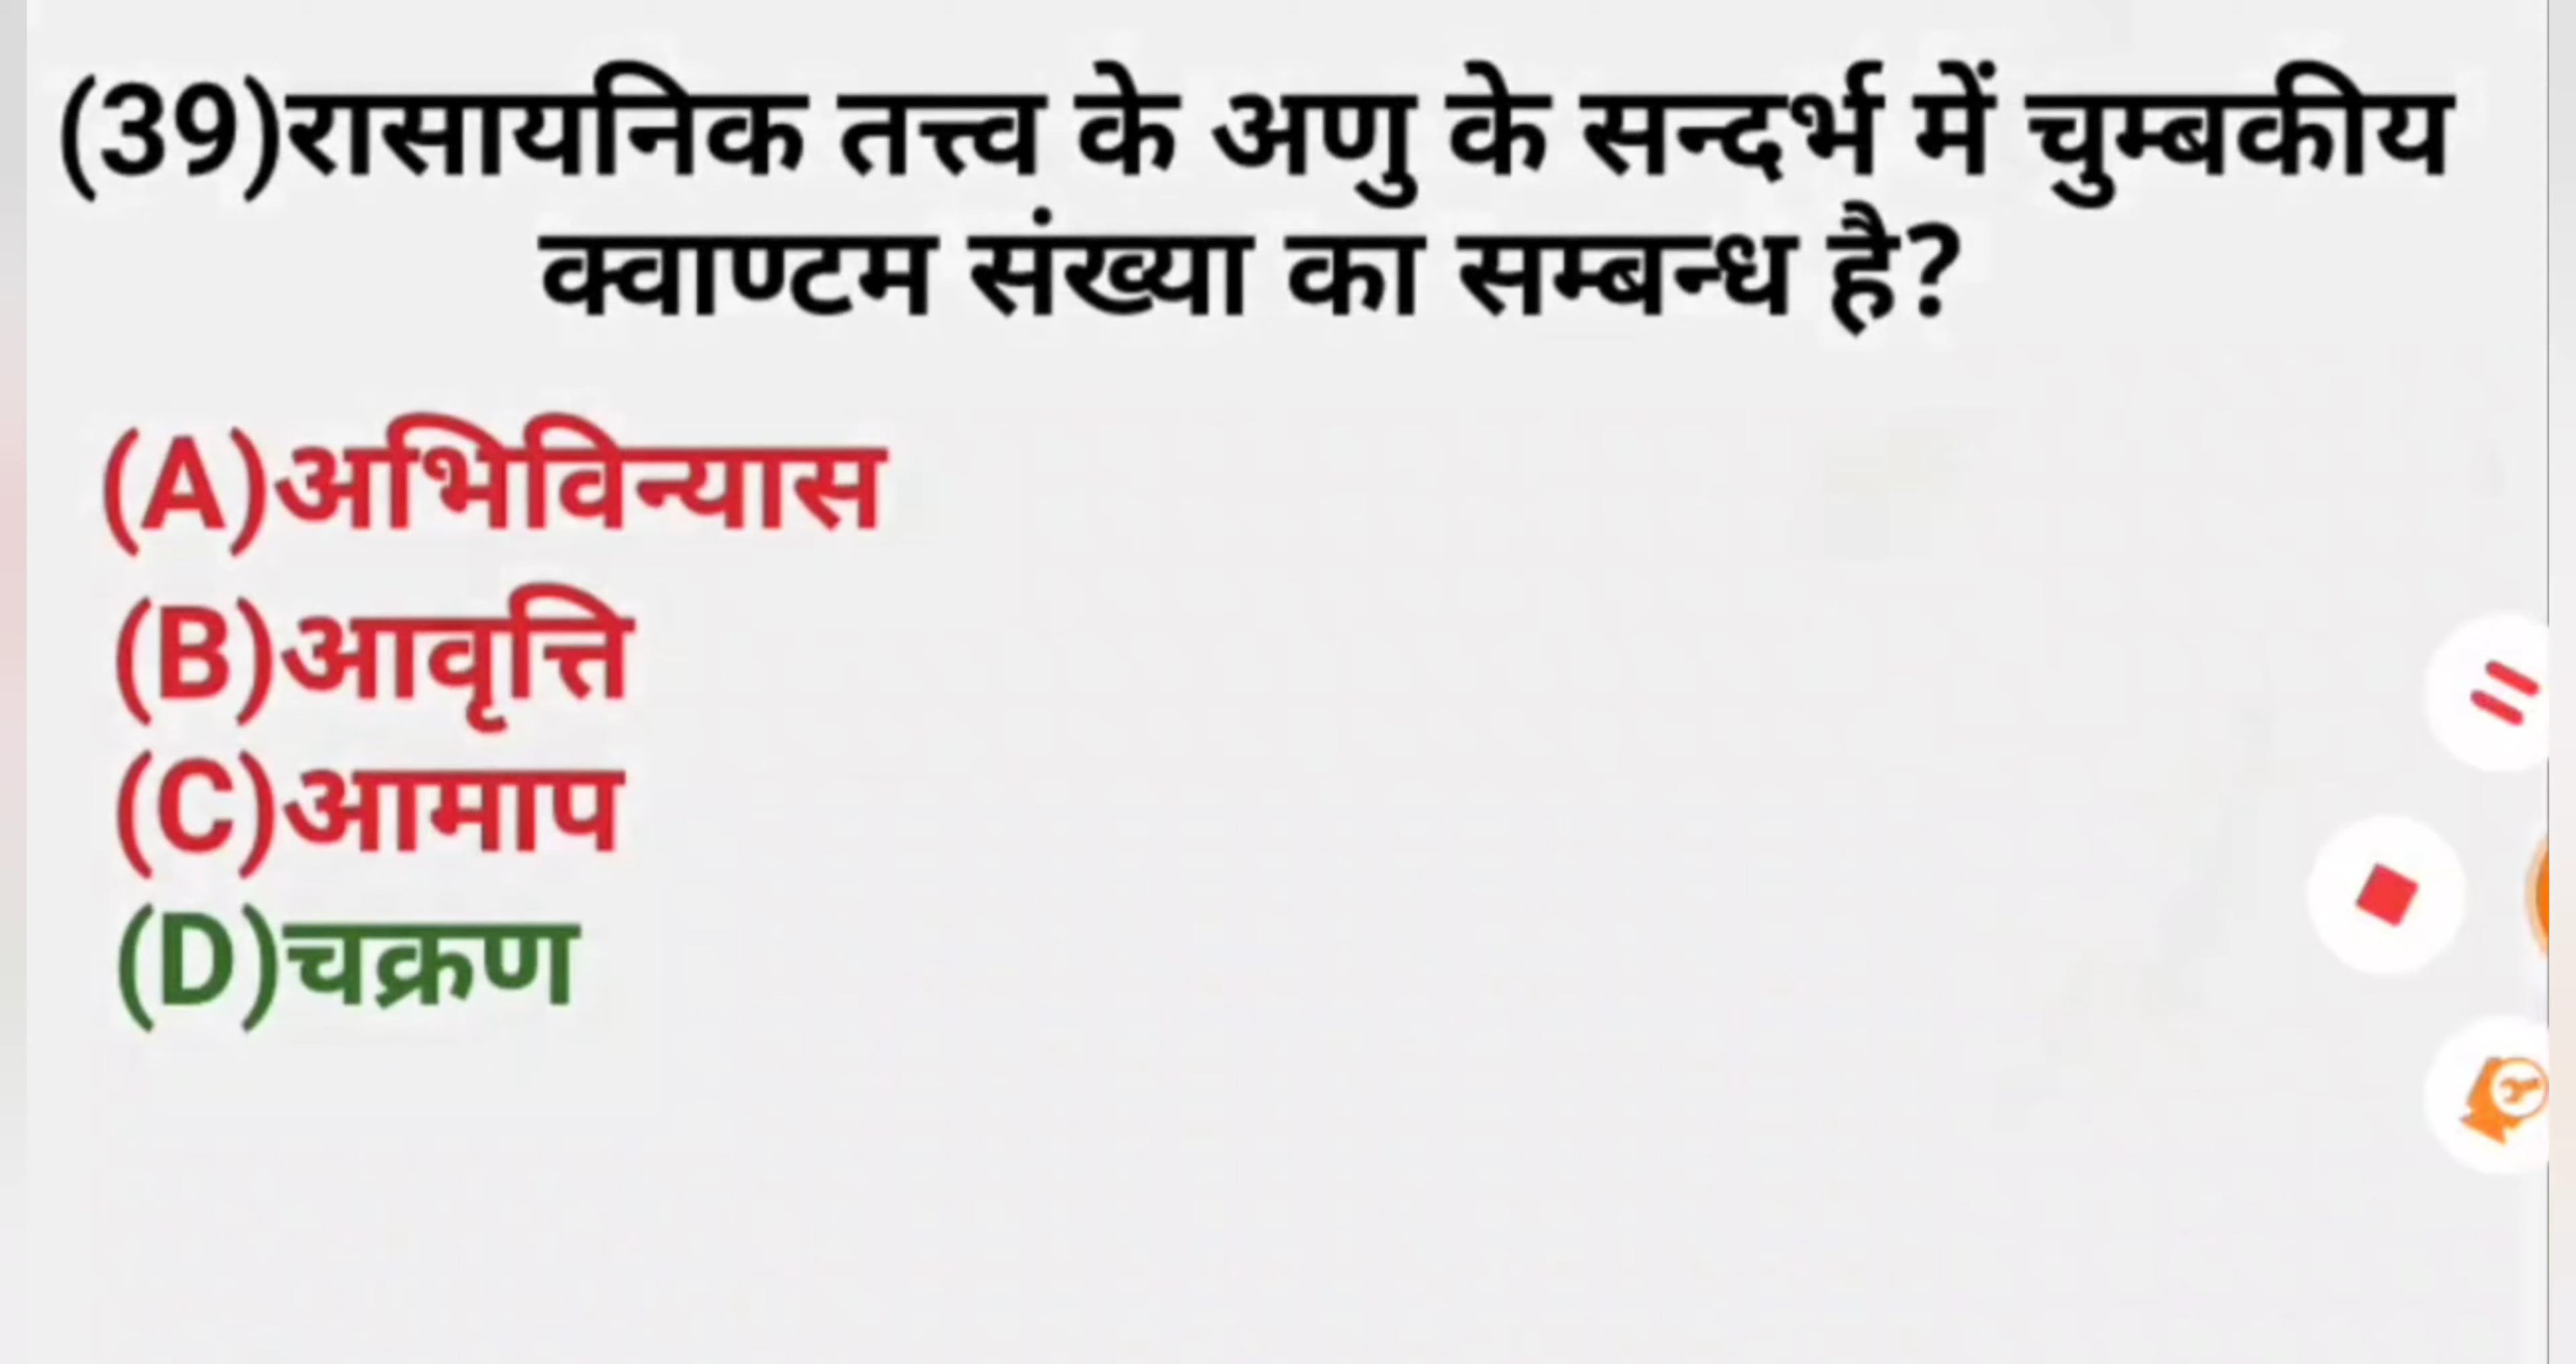 (39)रासायनिक तत्त्व के अणु के सन्दर्भ में चुम्बकीय
क्वाण्टम संख्या का सम्बन्ध है?
(A)अभिविन्यास
(B)आवृत्ति
(C)आमाप
(D)चक्रण